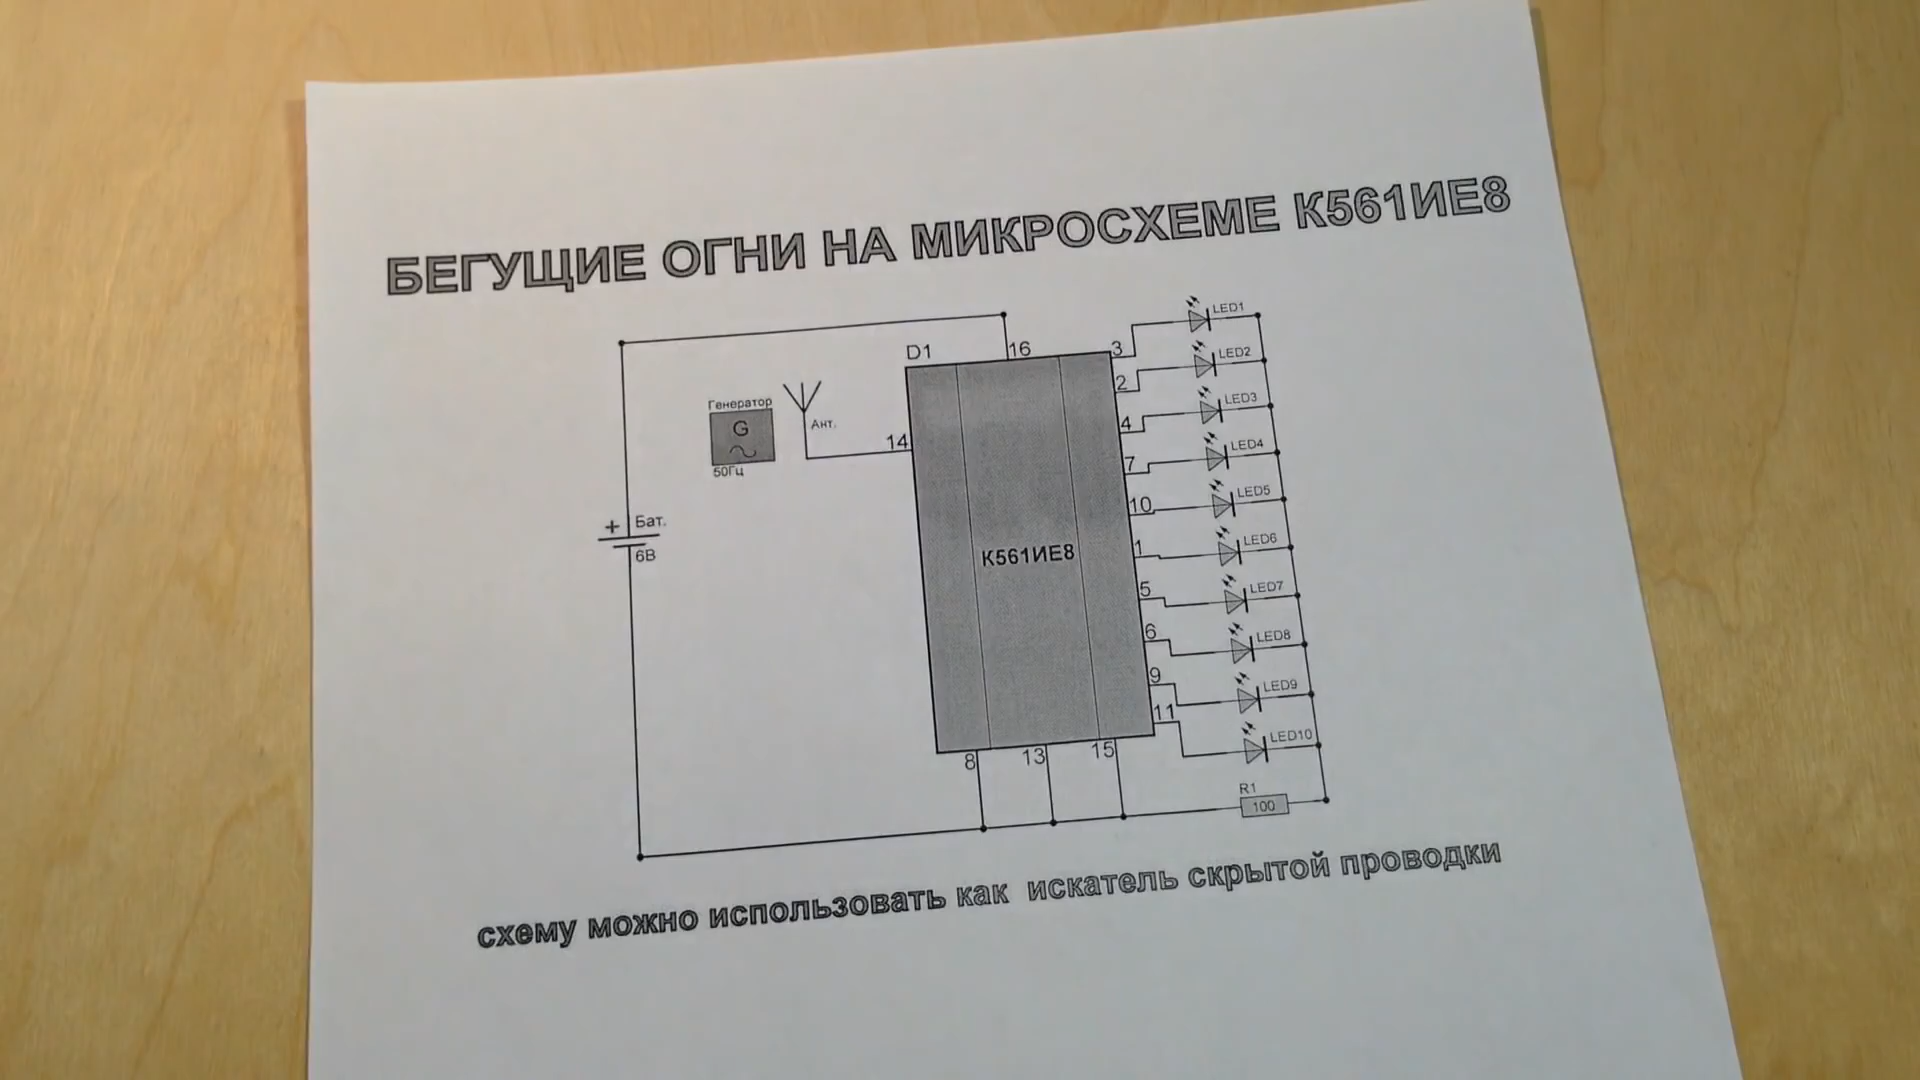 БЕГУЩИЕ ОГНИ НА МИКРОСХЕМЕ К561ИЕ8
D1
16
3
LED1
2
LED2
4
LED3
7
LED4
10
LED5
1
LED6
5
LED7
6
LED8
9
LED9
11
LED10
Генератор
G
50Гц
Ант.
14
+ Бат.
6В
К561ИЕ8
8
13
15
R1
100
схему можно использовать как искатель скрытой проводки